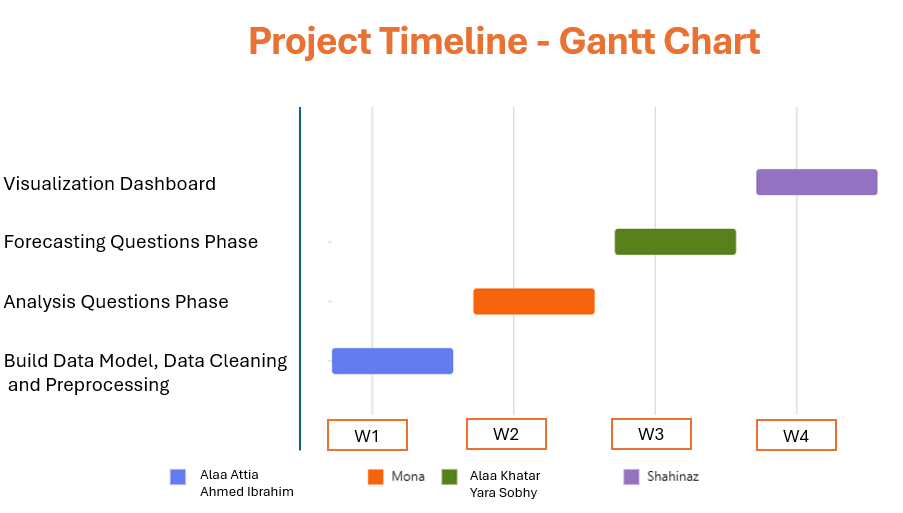 Project Timeline - Gantt Chart
Visualization Dashboard
Forecasting Questions Phase
Analysis Questions Phase
Build Data Model, Data Cleaning
and Preprocessing
W1
W2
W3
W4
Alaa Attia
Ahmed Ibrahim
Mona
Alaa Khatar
Yara Sobhy
Shahinaz